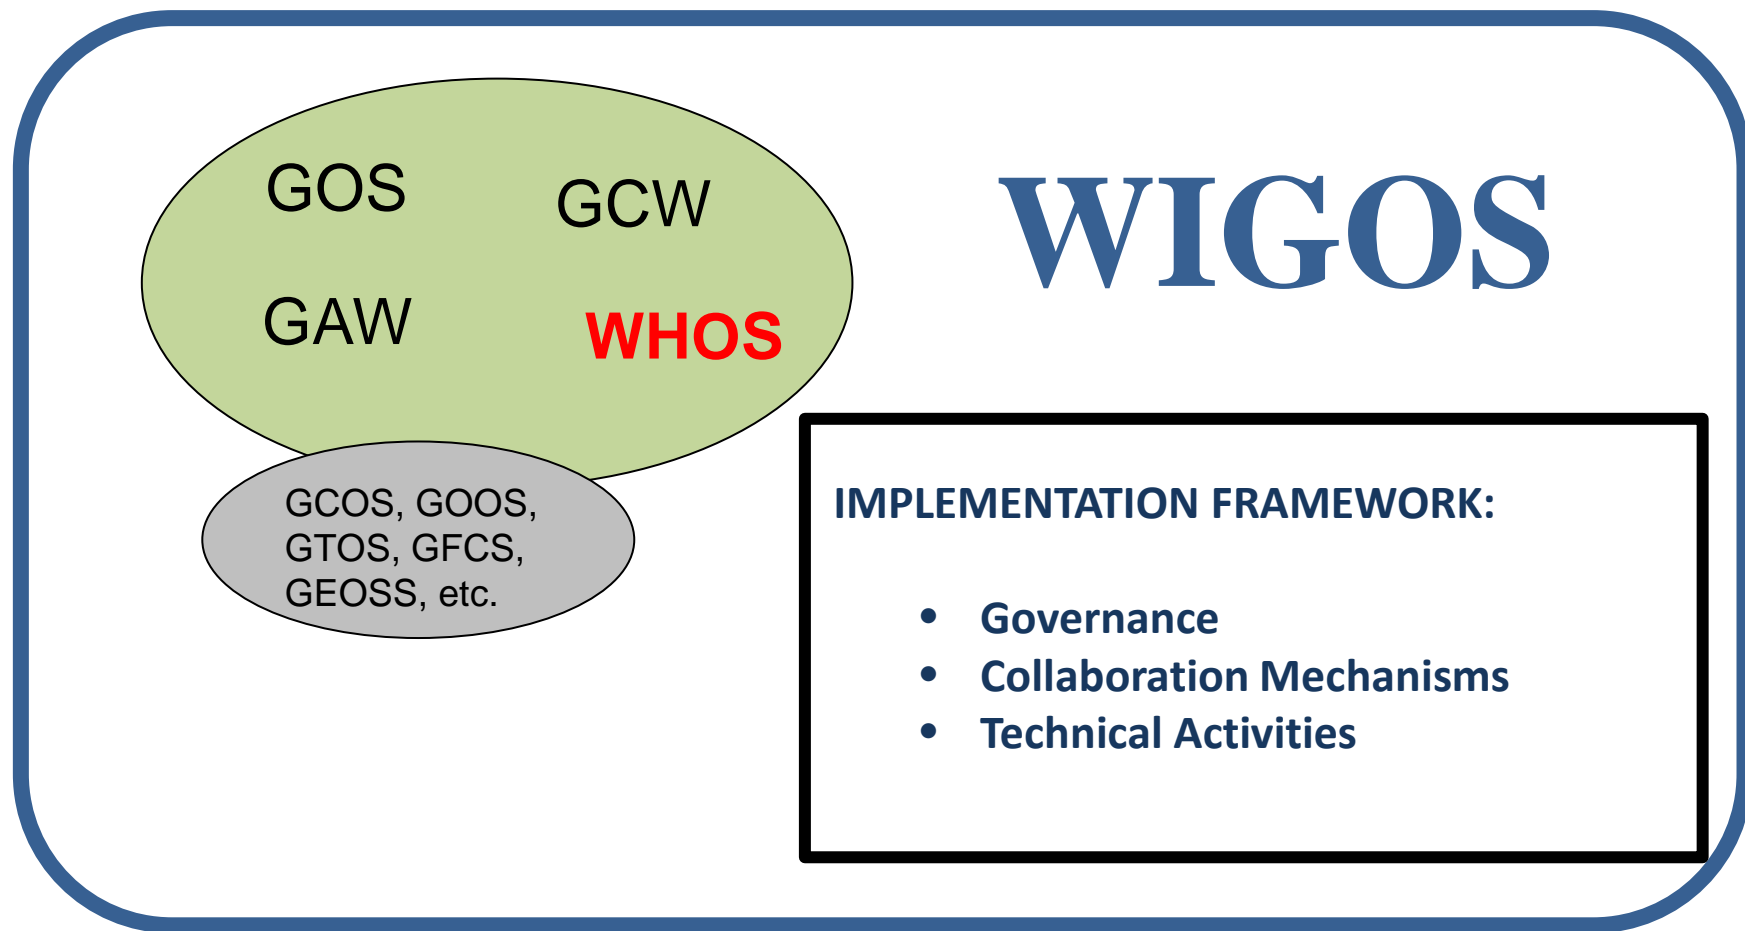 GOS
GCW
WIGOS
GAW
WHOS
GCOS, GOOS,
GTOS, GFCS,
GEOSS, etc.
IMPLEMENTATION FRAMEWORK:
• Governance
• Collaboration Mechanisms
• Technical Activities